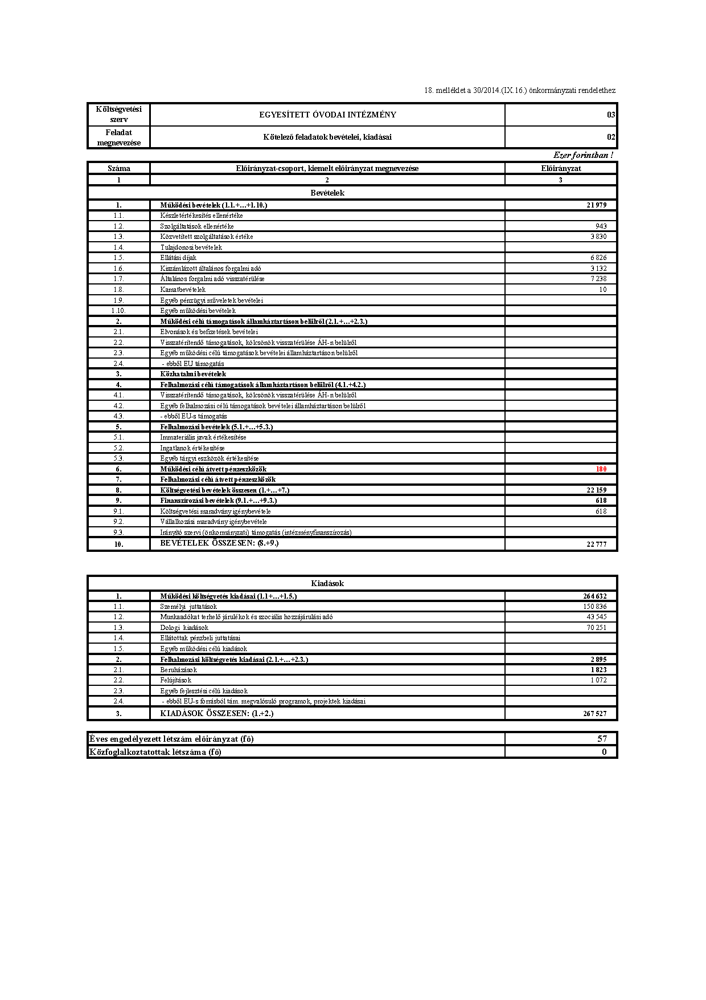 18. melléklet a 30/2014.(IX.16.) önkormányzati rendelethez
Költségvetési szerv EGYESÍTETT ÓVODAI INTÉZMÉNY 03
Feladat megnevezése Kötelező feladatok bevételei, kiadásai 02
Ezer forintban !
Száma Előirányzat-csoport, kiemelt előirányzat megnevezése Előirányzat
1 2 3
Bevételek
1. Működési bevételek (1.1.+…+1.10.) 21 979
1.1. Készletértékesítés ellenértéke
1.2. Szolgáltatások ellenértéke 943
1.3. Közvetített szolgáltatások értéke 3 830
1.4. Tulajdonosi bevételek
1.5. Ellátási díjak 6 826
1.6. Kiszámlázott általános forgalmi adó 3 132
1.7. Általános forgalmi adó visszatérülése 7 238
1.8. Kamatbevételek 10
1.9. Egyéb pénzügyi műveletek bevételei
1.10. Egyéb működési bevételek
2. Működési célú támogatások államháztartáson belülről (2.1.+…+2.3.)
2.1. Elvonások és befizetések bevételei
2.2. Visszatérítendő támogatások, kölcsönök visszatérülése ÁH-n belülről
2.3. Egyéb működési célú támogatások bevételei államháztartáson belülről
2.4. - ebből EU támogatás
3. Közhatalmi bevételek
4. Felhalmozási célú támogatások államháztartáson belülről (4.1.+4.2.)
4.1. Visszatérítendő támogatások, kölcsönök visszatérülése ÁH-n belülről
4.2. Egyéb felhalmozási célú támogatások bevételei államháztartáson belülről
4.3. - ebből EU-s támogatás
5. Felhalmozási bevételek (5.1.+…+5.3.)
5.1. Immateriális javak értékesítése
5.2. Ingatlanok értékesítése
5.3. Egyéb tárgyi eszközök értékesítése
6. Működési célú átvett pénzeszközök 180
7. Felhalmozási célú átvett pénzeszközök
8. Költségvetési bevételek összesen (1.+…+7.) 22 159
9. Finanszírozási bevételek (9.1.+…+9.3.) 618
9.1. Költségvetési maradvány igénybevétele 618
9.2. Vállalkozási maradvány igénybevétele
9.3. Irányító szervi (önkormányzati) támogatás (intézményfinanszírozás)
10. BEVÉTELEK ÖSSZESEN: (8.+9.) 22 777
Kiadások
1. Működési költségvetés kiadásai (1.1+…+1.5.) 264 632
1.1. Személyi juttatások 150 836
1.2. Munkaadókat terhelő járulékok és szociális hozzájárulási adó 43 545
1.3. Dologi kiadások 70 251
1.4. Ellátottak pénzbeli juttatásai
1.5. Egyéb működési célú kiadások
2. Felhalmozási költségvetés kiadásai (2.1.+…+2.3.) 2 895
2.1. Beruházások 1 823
2.2. Felújítások 1 072
2.3. Egyéb fejlesztési célú kiadások
2.4. - ebből EU-s forrásból tám. megvalósuló programok, projektek kiadásai
3. KIADÁSOK ÖSSZESEN: (1.+2.) 267 527
Éves engedélyezett létszám előirányzat (fő) 57
Közfoglalkoztatottak létszáma (fő) 0